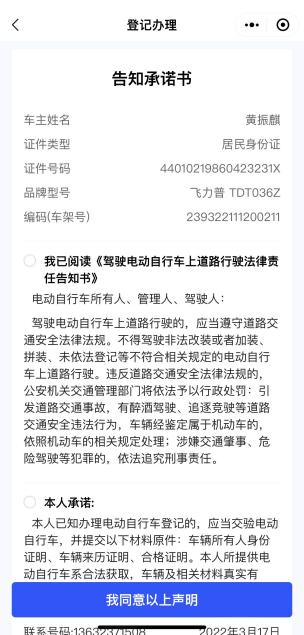 登记办理
告知承诺书
车主姓名 黄振麒
证件类型 居民身份证
证件号码 44010219860423231X
品牌型号 飞力普 TDT036Z
编码(车架号) 239322111200211
我已阅读《驾驶电动自行车上道路行驶法律责
任告知书》
电动自行车所有人、管理人、驾驶人：
驾驶电动自行车上道路行驶的，应当遵守道路交
通安全法律法规。不得驾驶非法改装或者加装、
拼装、未依法登记等不符合相关规定的电动自行
车上道路行驶。违反道路交通安全法律法规的，
公安机关交通管理部门将依法予以行政处罚：引
发道路交通事故，有醉酒驾驶、追逐竞驶等道路
交通安全违法行为，车辆经鉴定属于机动车的，
依照机动车的相关规定处理；涉嫌交通肇事、危
险驾驶等犯罪的，依法追究刑事责任。
本人承诺:
本人已知办理电动自行车登记的，应当交验电动
自行车，并提交以下材料原件：车辆所有人身份
证明、车辆来历证明、合格证明。本人所提供电
动自行车系合法获取，车辆及相关材料真实有
我同意以上声明
联系号码:13632371508 2022年3月17日